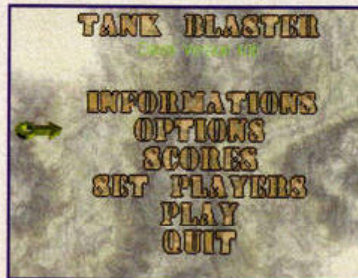 TANK BLASTER
INFORMATIONS
OPTIONS
SCORES
SET PLAYERS
PLAY
QUIT